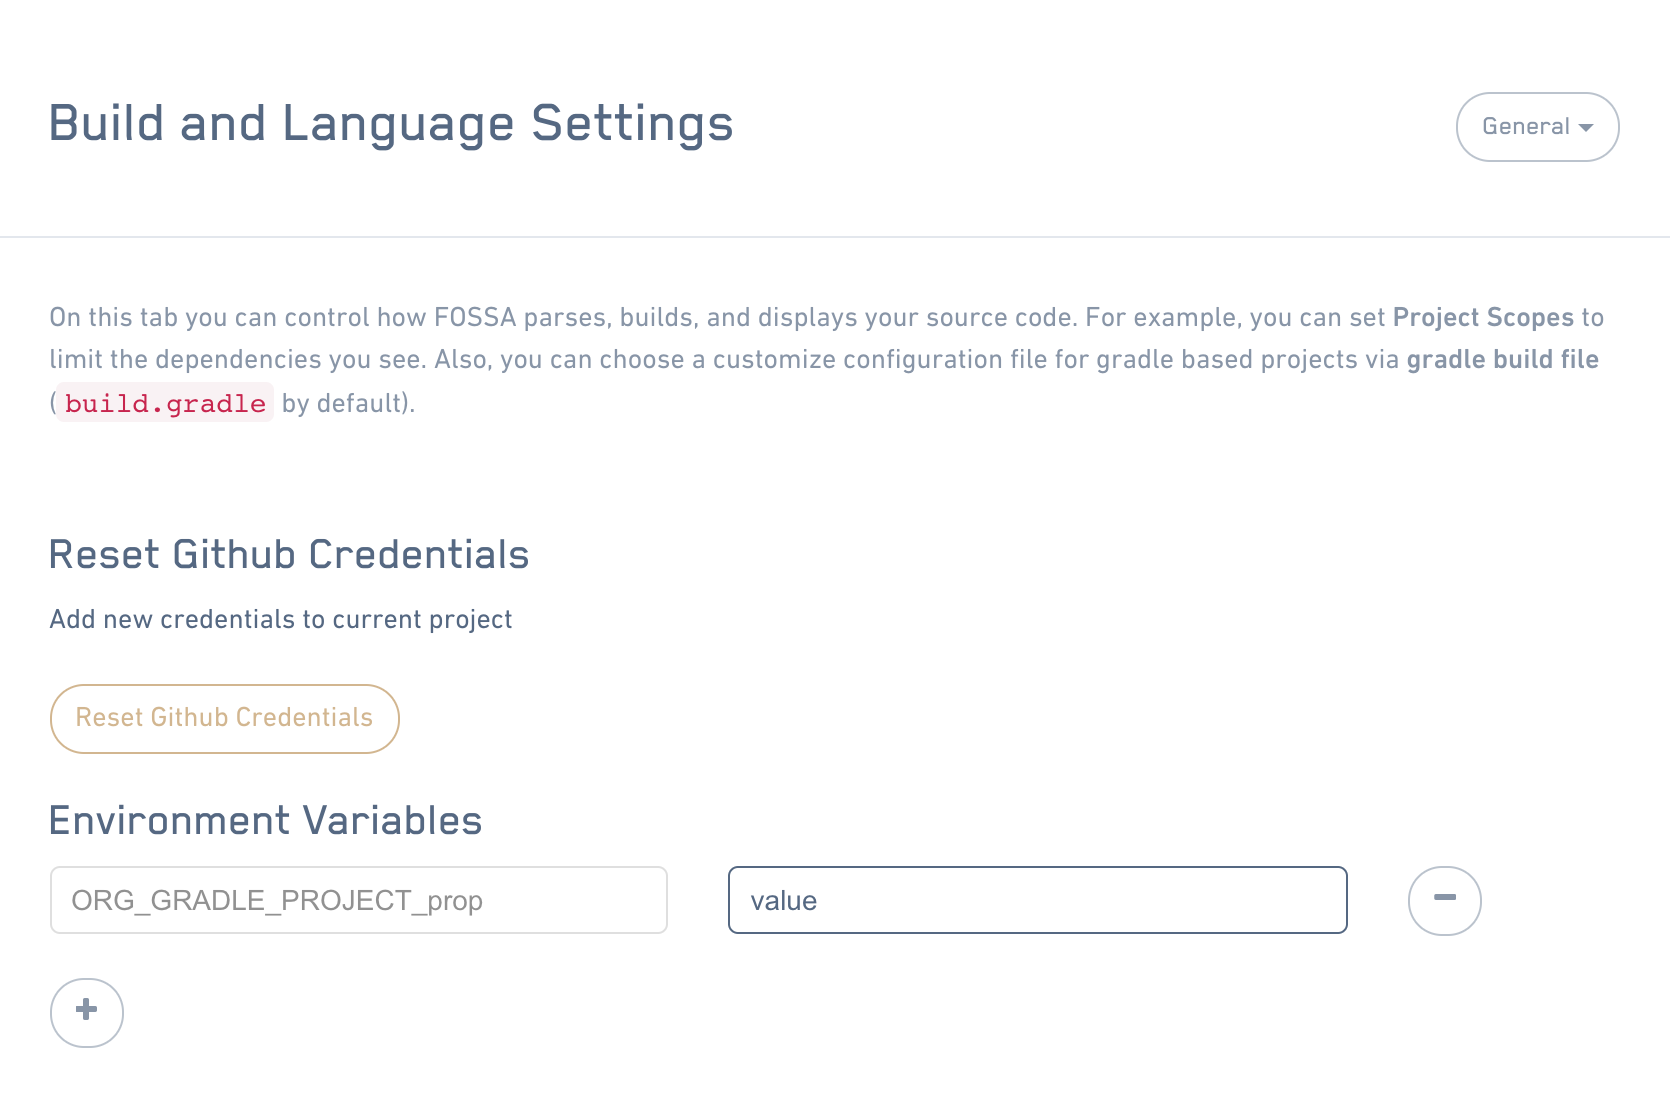 Build and Language Settings
General
On this tab you can control how FOSSA parses, builds, and displays your source code. For example, you can set Project Scopes to
limit the dependencies you see. Also, you can choose a customize configuration file for gradle based projects via gradle build file
(build.gradle by default).
Reset Github Credentials
Add new credentials to current project
Reset Github Credentials
Environment Variables
ORG_GRADLE_PROJECT_prop
value